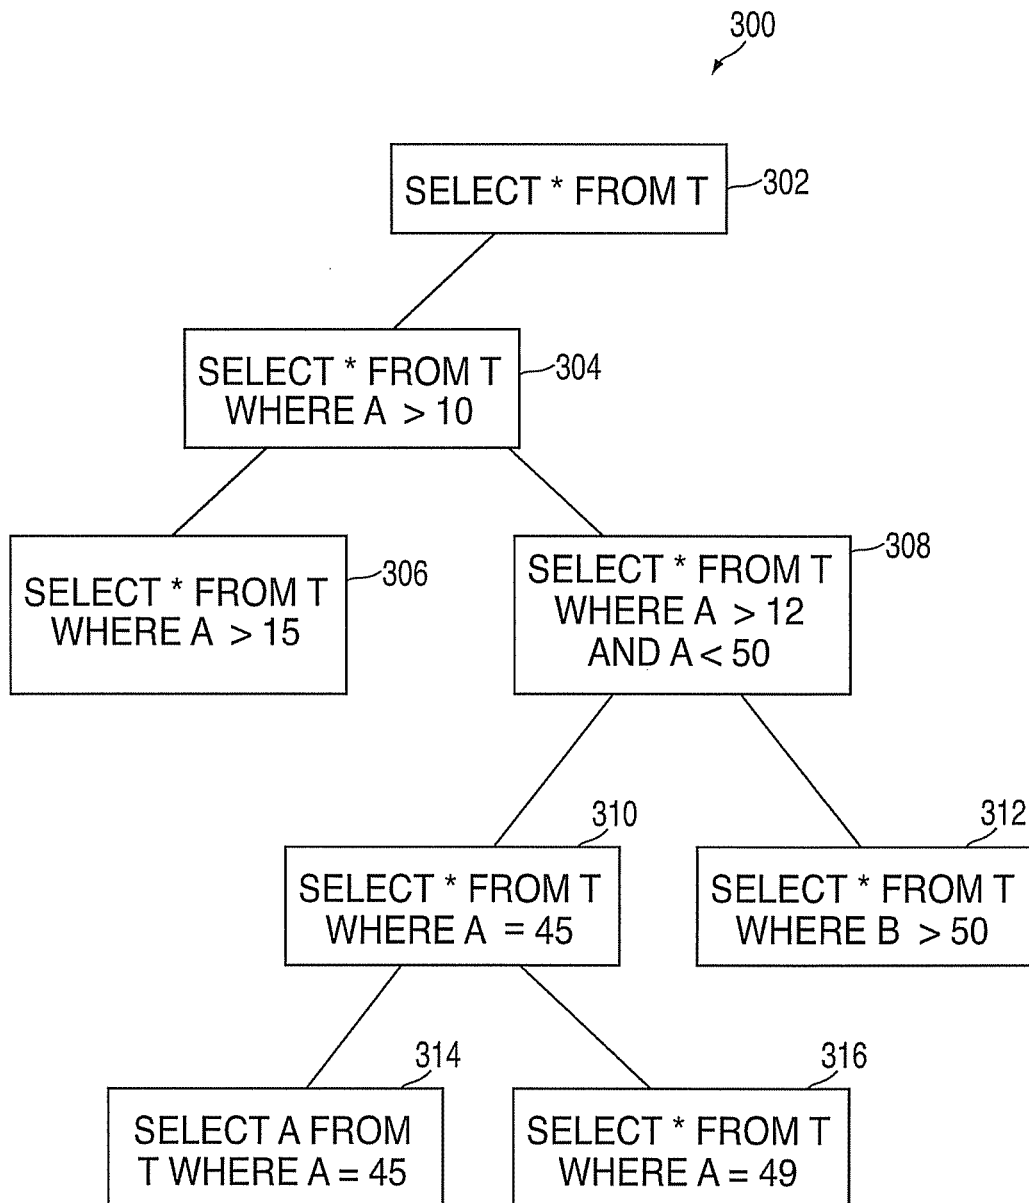 300
SELECT * FROM T
302
SELECT * FROM T
WHERE A > 10
304
SELECT * FROM T
WHERE A > 15
306
SELECT * FROM T
WHERE A > 12
AND A < 50
308
310
SELECT * FROM T
WHERE A = 45
312
SELECT * FROM T
WHERE B > 50
314
SELECT A FROM
T WHERE A = 45
316
SELECT * FROM T
WHERE A = 49